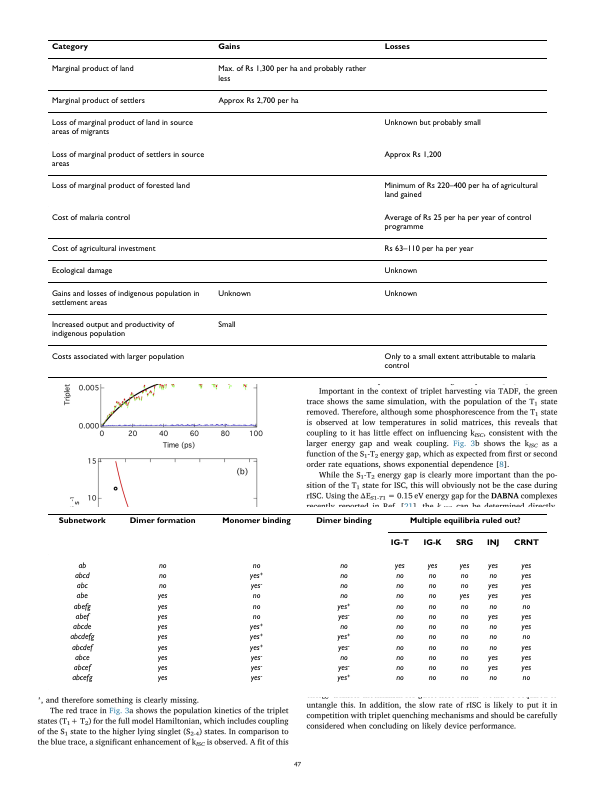 Category Gains Losses
Marginal product of land Max. of Rs 1,300 per ha and probably rather
less
Marginal product of settlers Approx Rs 2,700 per ha
Loss of marginal product of land in source Unknown but probably small
areas of migrants
Loss of marginal product of settlers in source Approx Rs 1,200
areas
Loss of marginal product of forested land Minimum of Rs 220–400 per ha of agricultural
land gained
Cost of malaria control Average of Rs 25 per ha per year of control
programme
Cost of agricultural investment Rs 63–110 per ha per year
Ecological damage Unknown
Gains and losses of indigenous population in Unknown Unknown
settlement areas
Increased output and productivity of Small
indigenous population
Costs associated with larger population Only to a small extent attributable to malaria
control
Triplet
0.005
0.000
0 20 40 60 80 100
Time (ps)
15
(b)
10
s⁻¹
Important in the context of triplet harvesting via TADF, the green
trace shows the same simulation, with the population of the T₁ state
removed. Therefore, although some phosphorescence from the T₁ state
is observed at low temperatures in solid matrices, this reveals that
coupling to it has little effect on influencing kISC, consistent with the
larger energy gap and weak coupling. Fig. 3b shows the kISC as a
function of the S₁-T₂ energy gap, which as expected from first or second
order rate equations, shows exponential dependence [8].
While the S₁-T₂ energy gap is clearly more important than the po-
sition of the T₁ state for ISC, this will obviously not be the case during
rISC. Using the ΔES1-T1 = 0.15 eV energy gap for the DABNA complexes
recently reported in Ref. [21], the can be determined directly.
Subnetwork Dimer formation Monomer binding Dimer binding Multiple equilibria ruled out?
IG-T IG-K SRG INJ CRNT
ab no no no yes yes yes yes yes
abcd no yes⁺ no no no no no yes
abc no yes⁻ no no no no yes yes
abe yes no no no no yes yes yes
abefg yes no yes⁺ no no no no no
abef yes no yes⁻ no no no yes yes
abcde yes yes⁺ no no no no no yes
abcdefg yes yes⁺ yes⁺ no no no no no
abcdef yes yes⁺ yes⁻ no no no no yes
abce yes yes⁻ no no no no yes yes
abcef yes yes⁻ yes⁻ no no no yes yes
abcefg yes yes⁻ yes⁺ no no no no no
, and therefore something is clearly missing.
The red trace in Fig. 3a shows the population kinetics of the triplet
states (T₁ + T₂) for the full model Hamiltonian, which includes coupling
of the S₁ state to the higher lying singlet (S₂₋₄) states. In comparison to
the blue trace, a significant enhancement of kISC is observed. A fit of this
untangle this. In addition, the slow rate of rISC is likely to put it in
competition with triplet quenching mechanisms and should be carefully
considered when concluding on likely device performance.
47